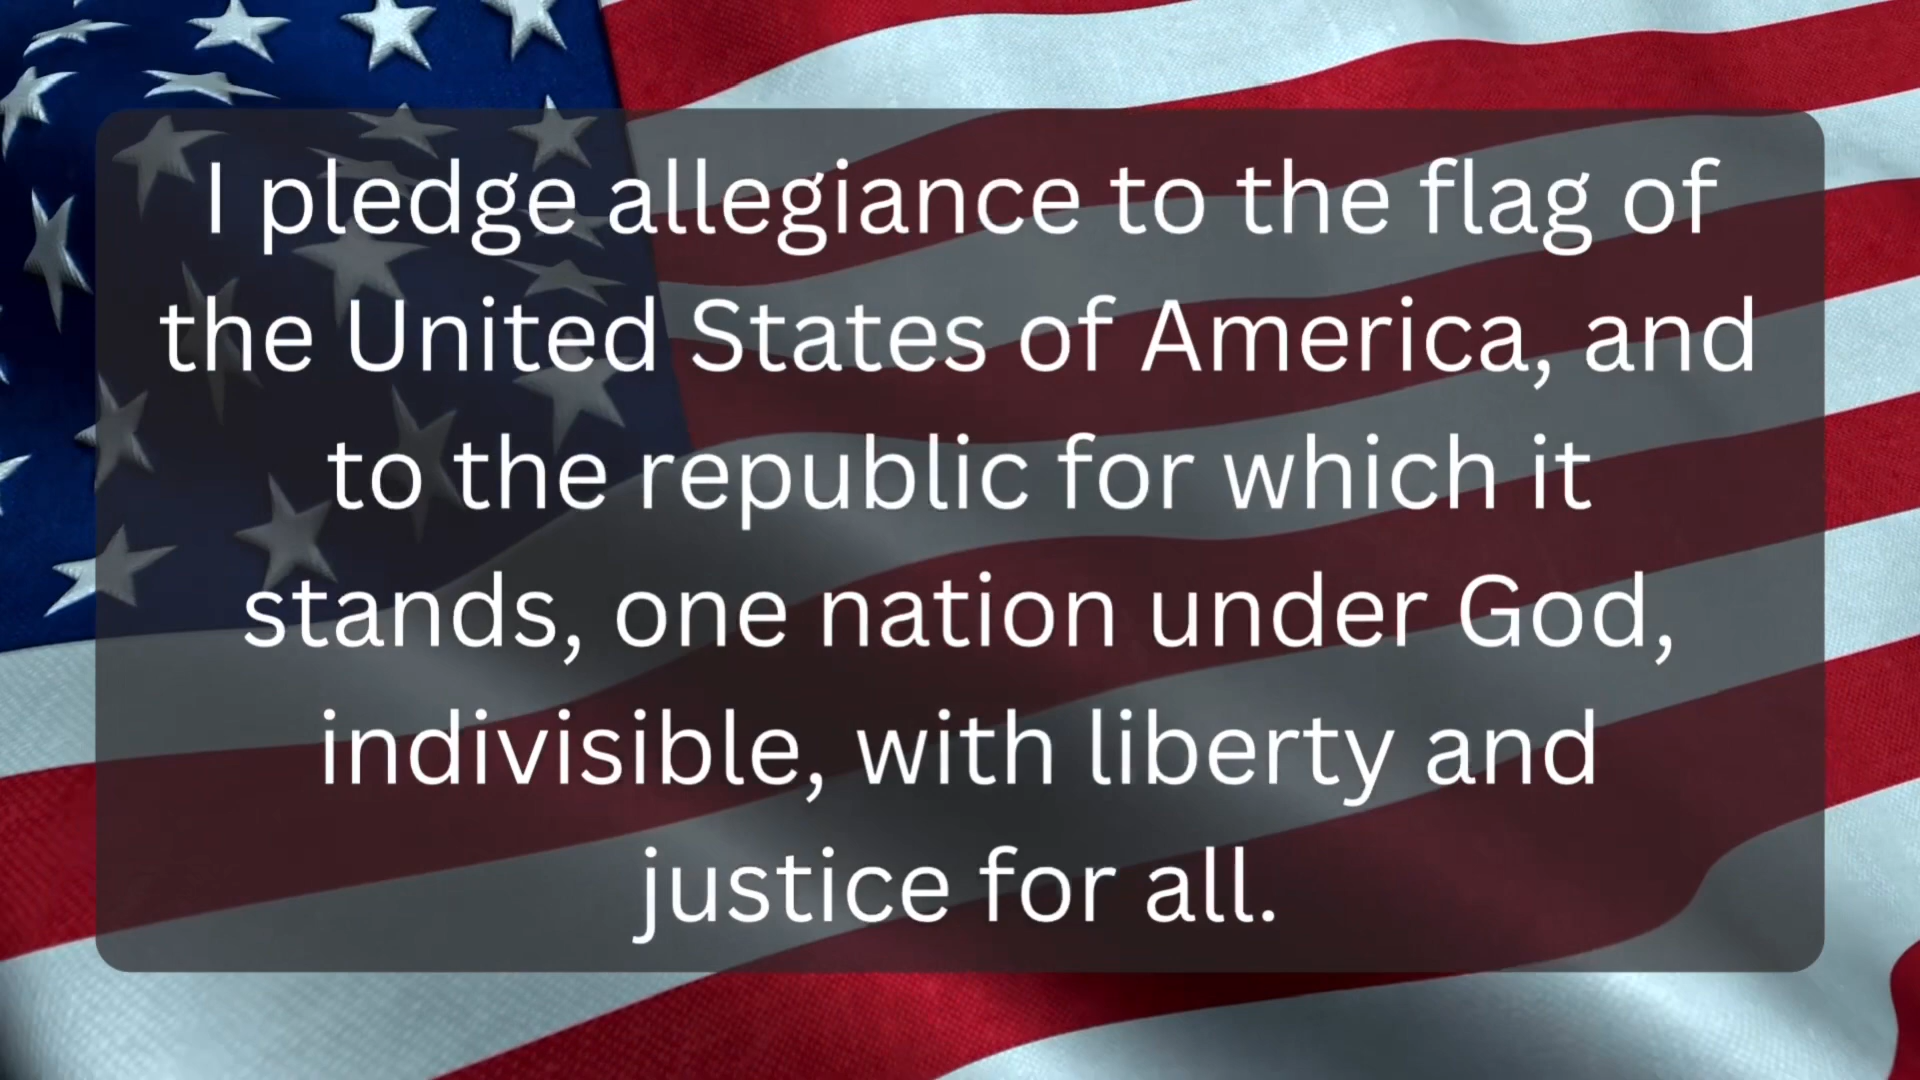 I pledge allegiance to the flag of
the United States of America, and
to the republic for which it
stands, one nation under God,
indivisible, with liberty and
justice for all.